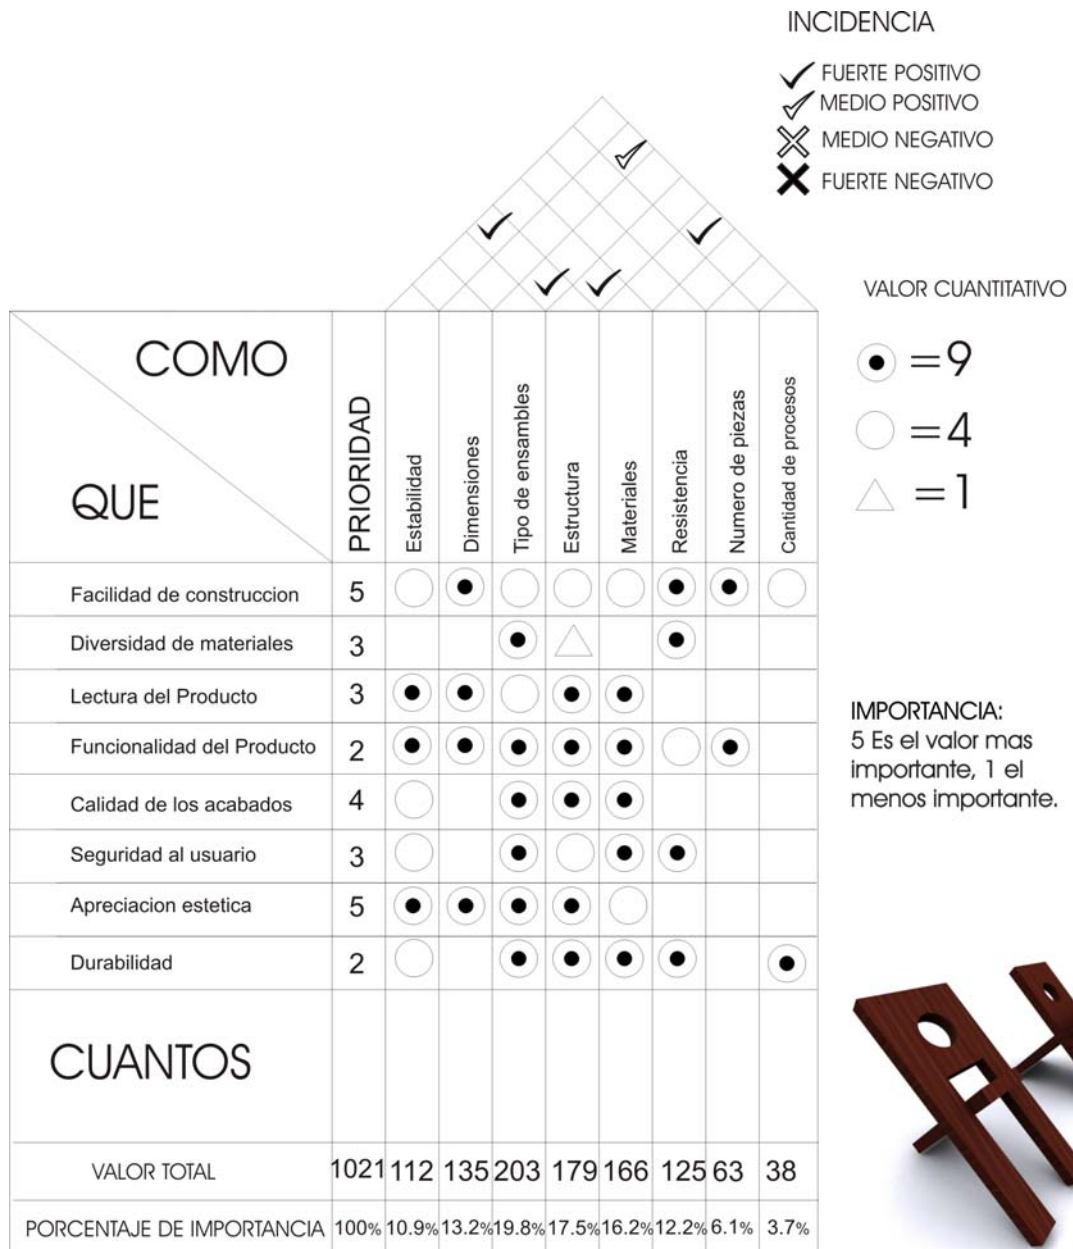 INCIDENCIA
FUERTE POSITIVO
MEDIO POSITIVO
MEDIO NEGATIVO
FUERTE NEGATIVO
VALOR CUANTITATIVO
=9
=4
=1
COMO
QUE
PRIORIDAD
Estabilidad
Dimensiones
Tipo de ensambles
Estructura
Materiales
Resistencia
Numero de piezas
Cantidad de procesos
Facilidad de construccion 5
Diversidad de materiales 3
Lectura del Producto 3
Funcionalidad del Producto 2
Calidad de los acabados 4
Seguridad al usuario 3
Apreciacion estetica 5
Durabilidad 2
IMPORTANCIA:
5 Es el valor mas
importante, 1 el
menos importante.
CUANTOS
VALOR TOTAL 1021 112 135 203 179 166 125 63 38
PORCENTAJE DE IMPORTANCIA 100% 10.9% 13.2% 19.8% 17.5% 16.2% 12.2% 6.1% 3.7%